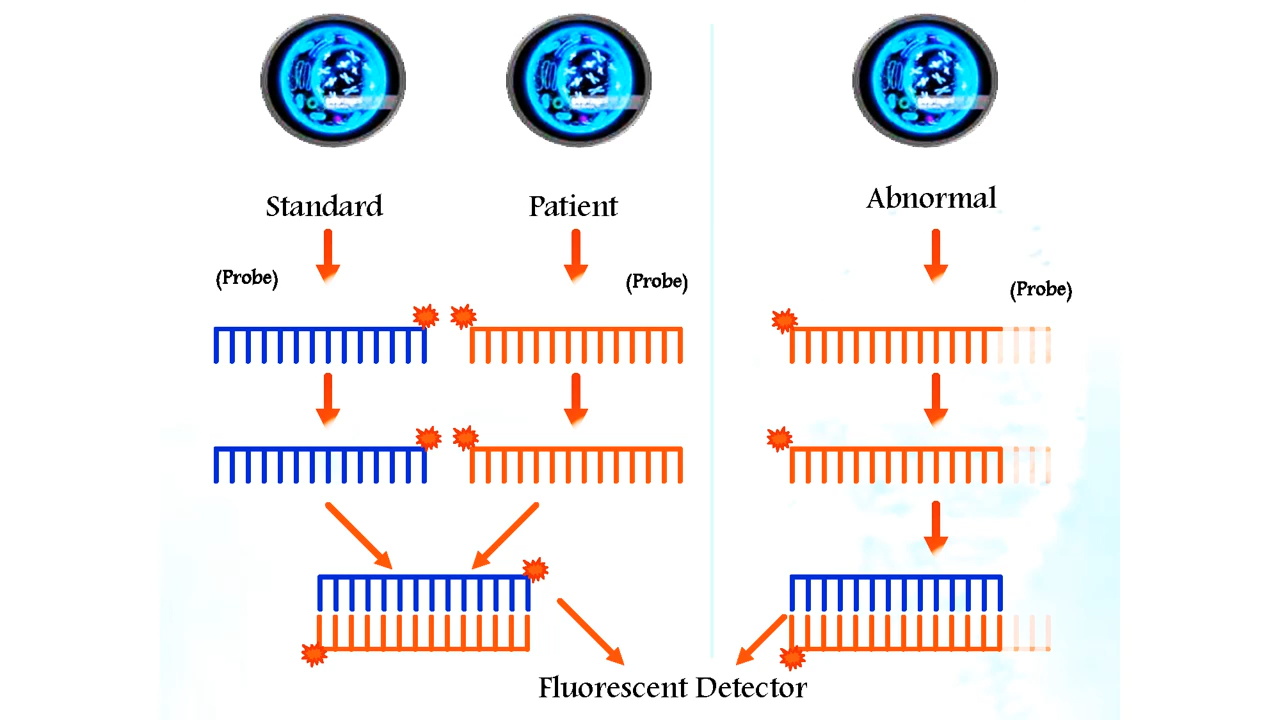 Standard
Patient
Abnormal
(Probe)
(Probe)
(Probe)
Fluorescent Detector